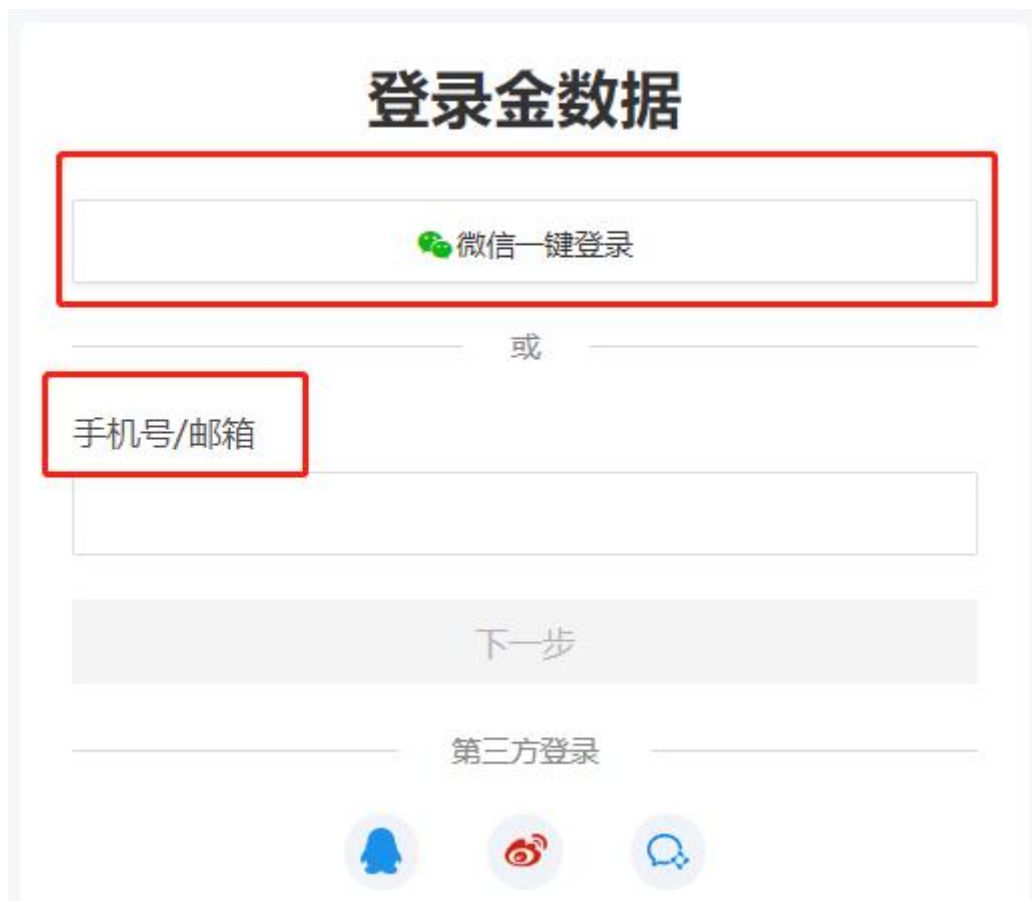 登录金数据
微信一键登录
或
手机号/邮箱
下一步
第三方登录